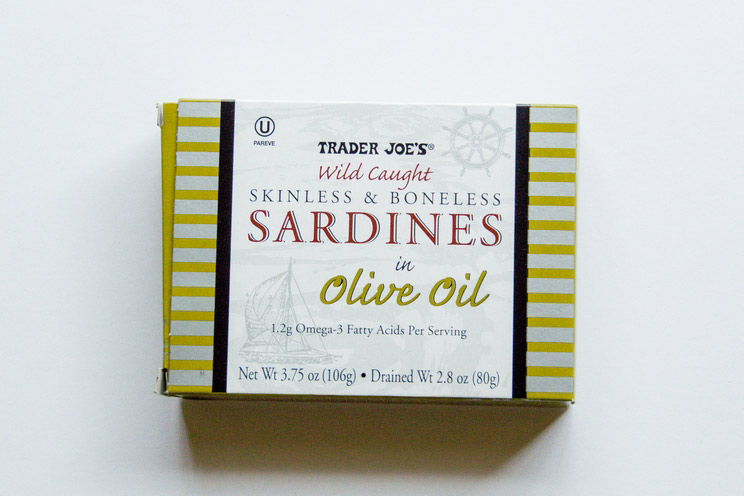 U
PAREVE
TRADER JOE'S®
Wild Caught
SKINLESS & BONELESS
SARDINES
in
Olive Oil
1.2g Omega-3 Fatty Acids Per Serving
Net Wt 3.75 oz (106g) • Drained Wt 2.8 oz (80g)